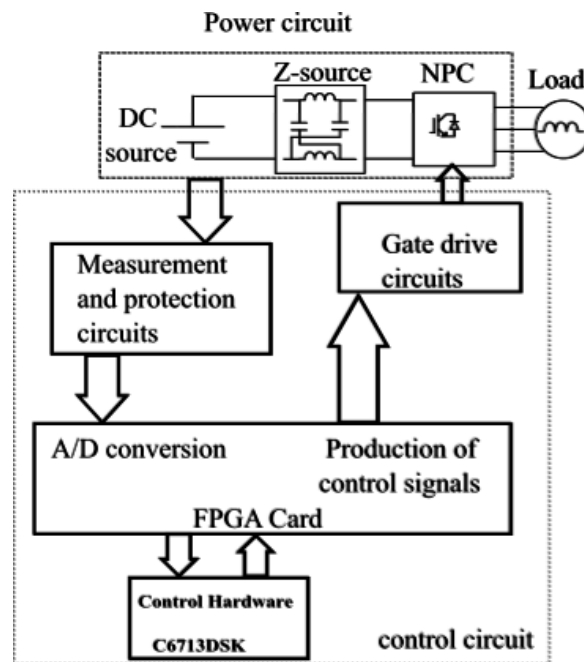 Power circuit
Z-source
NPC
Load
DC
source
Measurement
and protection
circuits
Gate drive
circuits
A/D conversion
Production of
control signals
FPGA Card
Control Hardware
C6713DSK
control circuit